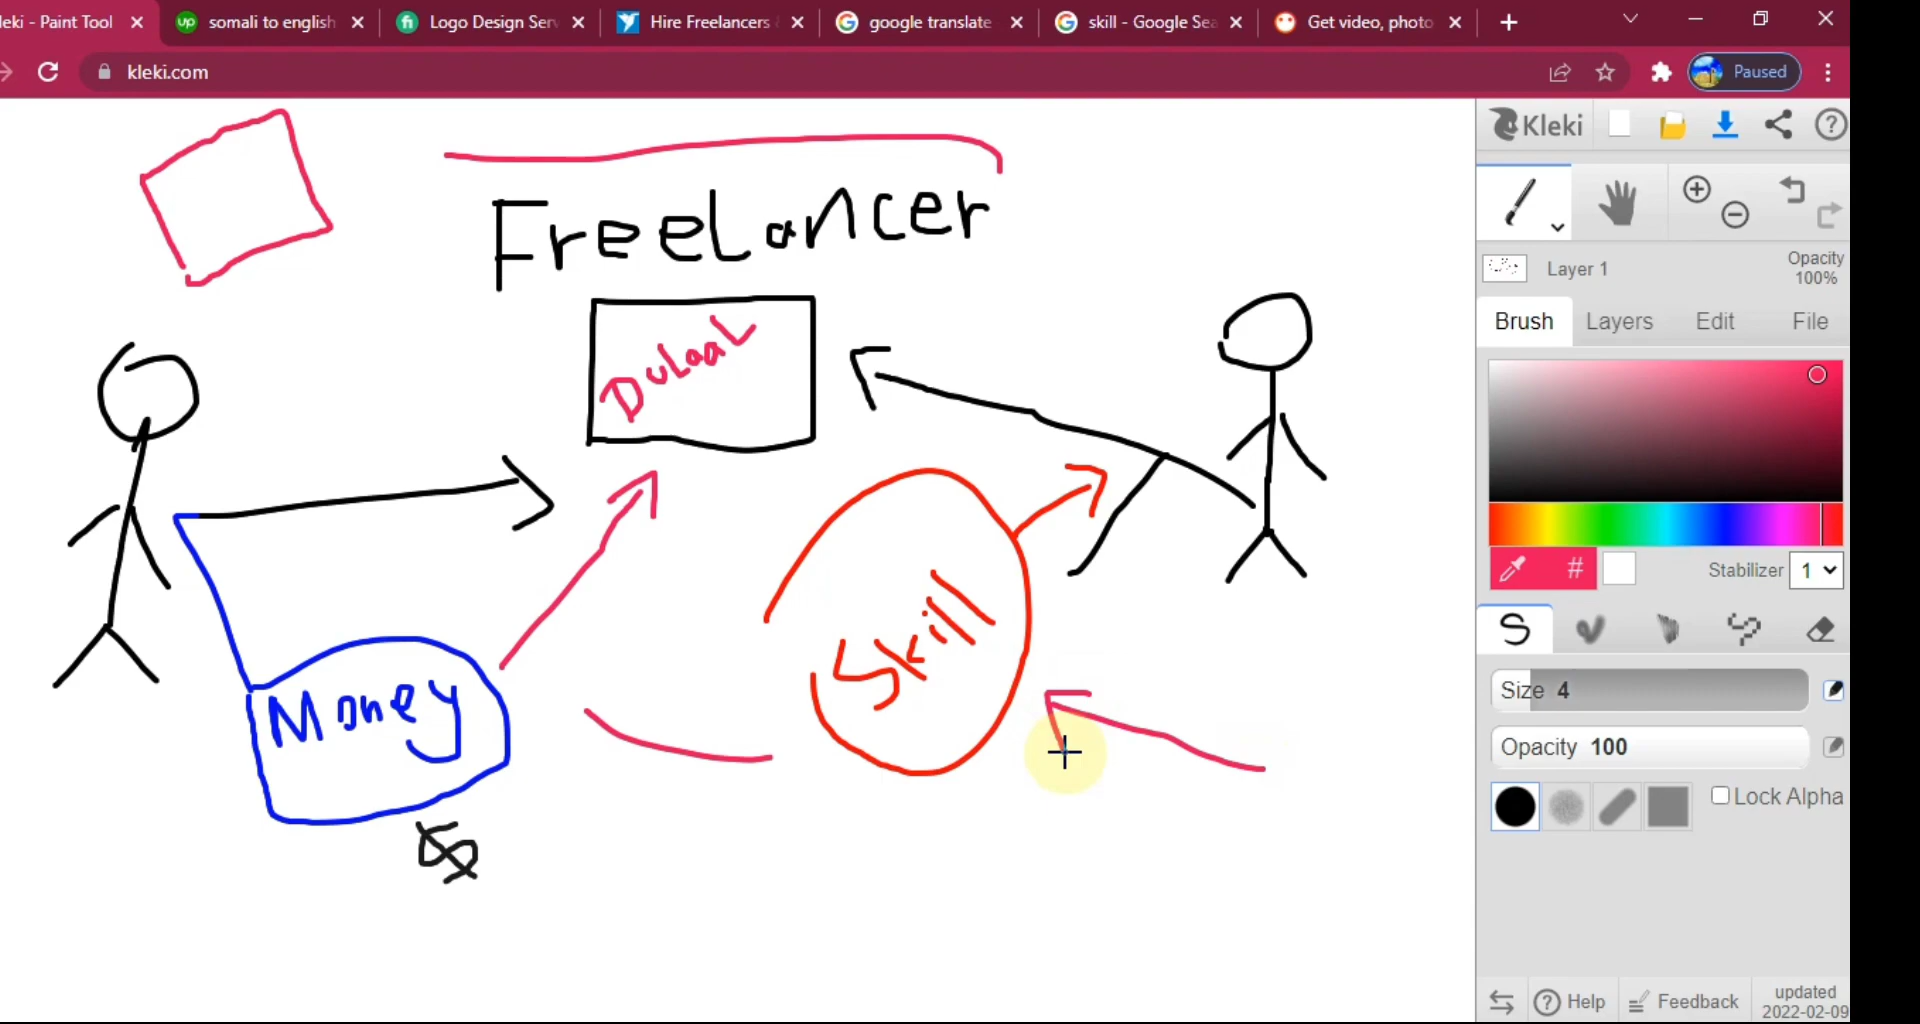 leki - Paint Tool
somali to english
Logo Design Serv
Hire Freelancers
google translate
skill - Google Sea
Get video, photo
kleki.com
Paused
Kleki
FreeLancer
DuLaaL
Skill
Money
Layer 1
Opacity
100%
Brush
Layers
Edit
File
#
Stabilizer
1
Size 4
Opacity 100
Lock Alpha
Help
Feedback
updated
2022-02-09